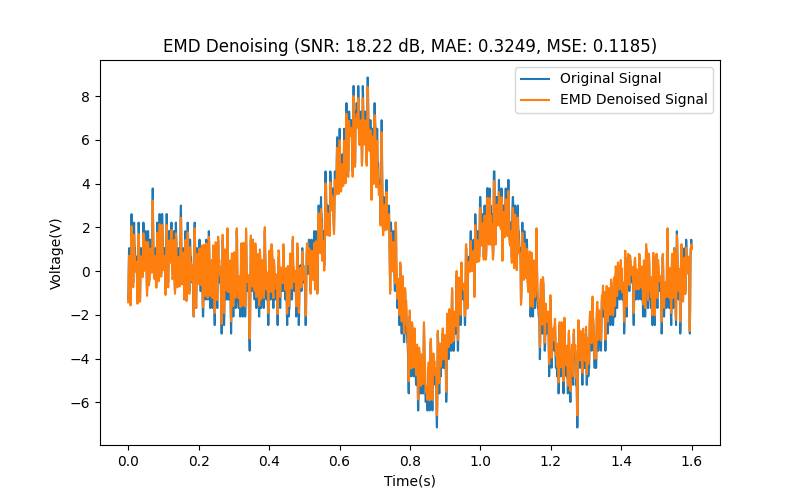 EMD Denoising (SNR: 18.22 dB, MAE: 0.3249, MSE: 0.1185)
Original Signal
EMD Denoised Signal
8
6
4
2
0
−2
−4
−6
Voltage(V)
0.0 0.2 0.4 0.6 0.8 1.0 1.2 1.4 1.6
Time(s)